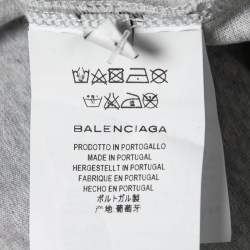 BALENCIAGA
PRODOTTO IN PORTOGALLO
MADE IN PORTUGAL
HERGESTELLT IN PORTUGAL
FABRIQUE EN PORTUGAL
HECHO EN PORTUGAL
ポルトガル製
产地 葡萄牙